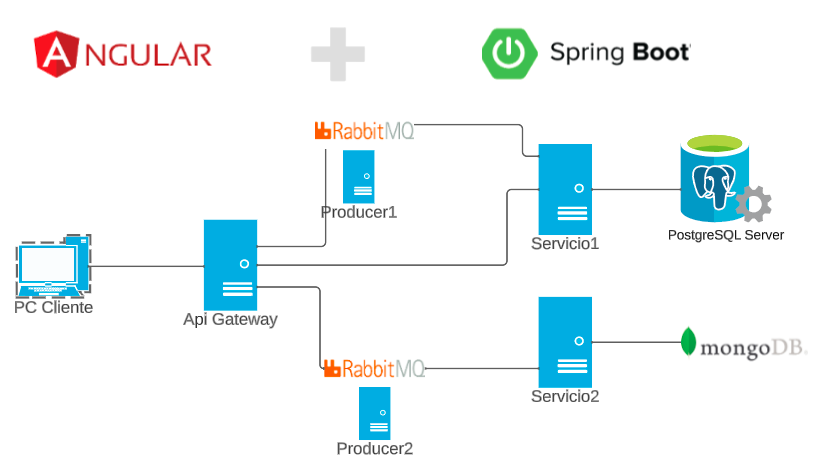 ANGULAR
Spring Boot
RabbitMQ
Producer1
Servicio1
PostgreSQL Server
PC Cliente
Api Gateway
RabbitMQ
Producer2
Servicio2
mongoDB.